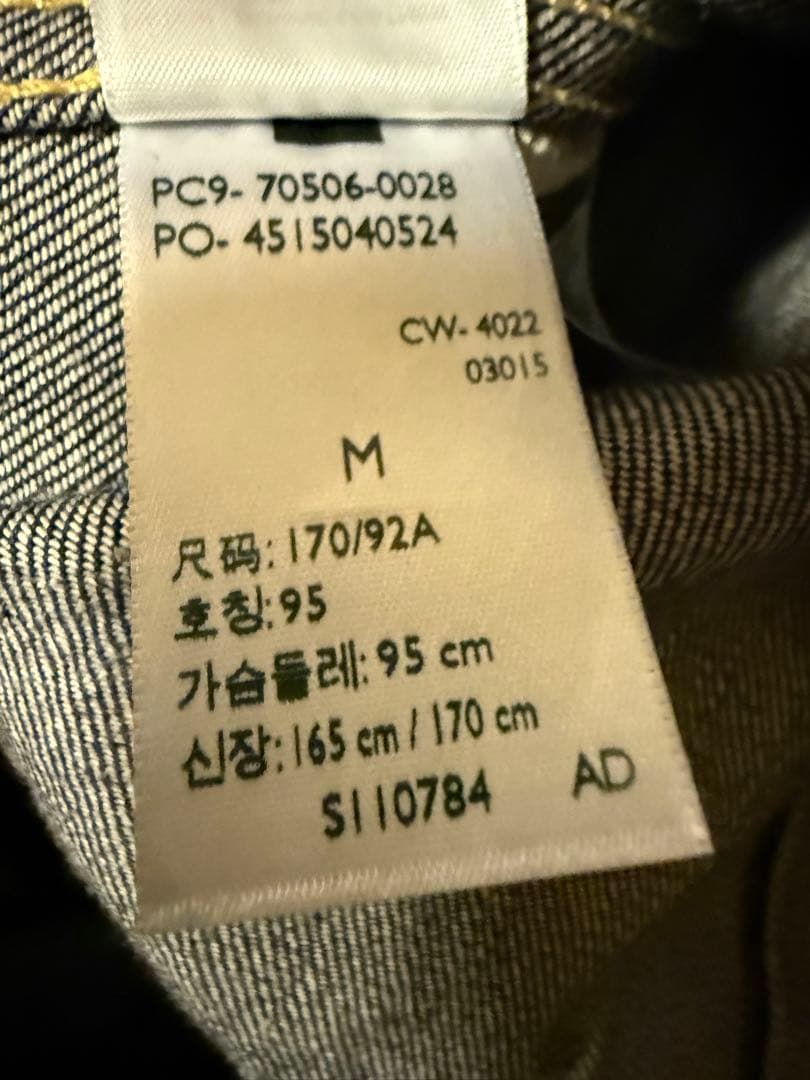 PC9- 70506-0028
PO- 4515040524
CW- 4022
03015
M
尺码: 170/92A
호칭: 95
가슴둘레: 95 cm
신장: 165 cm / 170 cm
S110784 AD